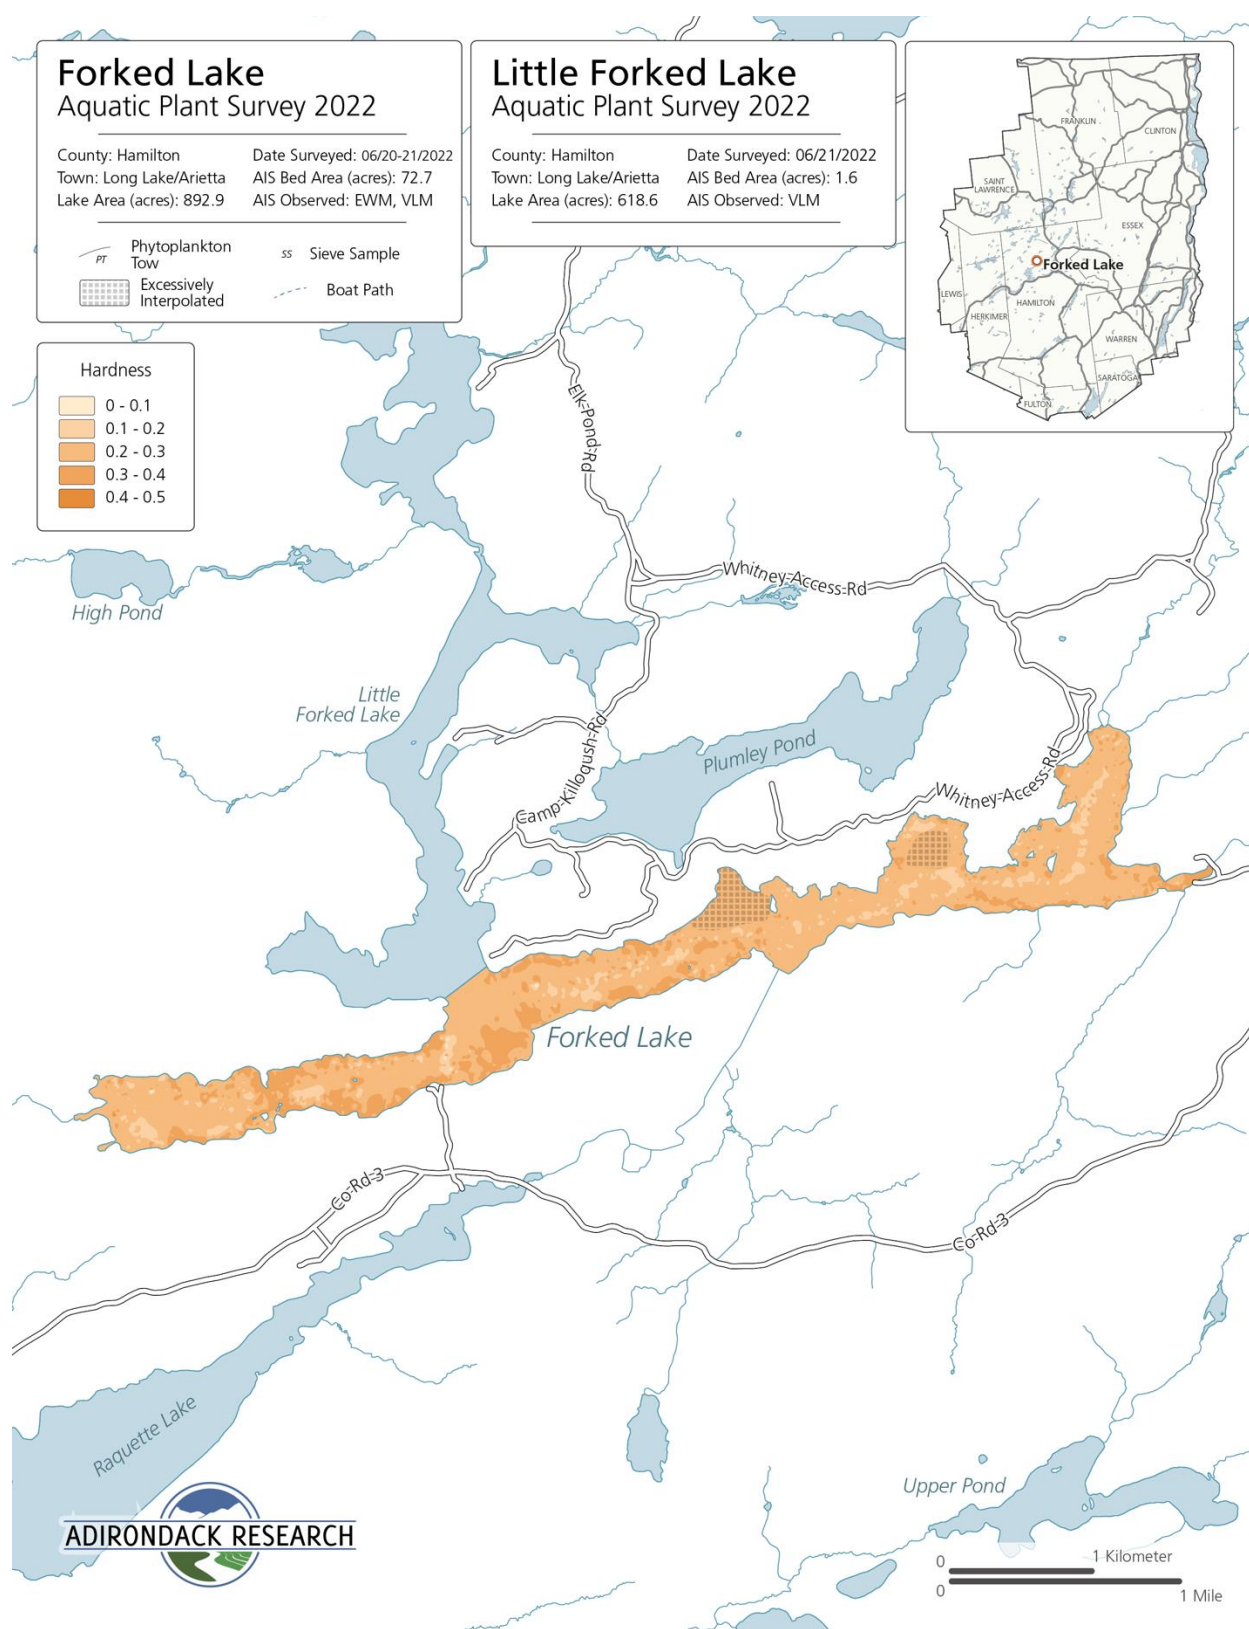 Forked Lake
Aquatic Plant Survey 2022
County: Hamilton
Town: Long Lake/Arietta
Lake Area (acres): 892.9
Date Surveyed: 06/20-21/2022
AIS Bed Area (acres): 72.7
AIS Observed: EWM, VLM
PT
Phytoplankton
Tow
SS
Sieve Sample
Excessively
Interpolated
Boat Path
Little Forked Lake
Aquatic Plant Survey 2022
County: Hamilton
Town: Long Lake/Arietta
Lake Area (acres): 618.6
Date Surveyed: 06/21/2022
AIS Bed Area (acres): 1.6
AIS Observed: VLM
FRANKLIN
CLINTON
SAINT
LAWRENCE
ESSEX
Forked Lake
LEWIS
HAMILTON
HERKIMER
WARREN
SARATOGA
FULTON
Hardness
0 - 0.1
0.1 - 0.2
0.2 - 0.3
0.3 - 0.4
0.4 - 0.5
Elk-Pond-Rd
Whitney-Access-Rd
High Pond
Little
Forked Lake
Camp-Killoqush-Rd
Plumley Pond
Whitney-Access-Rd
Forked Lake
Co-Rd-3
Co-Rd-3
Raquette Lake
Upper Pond
ADIRONDACK RESEARCH
0
1 Kilometer
0
1 Mile